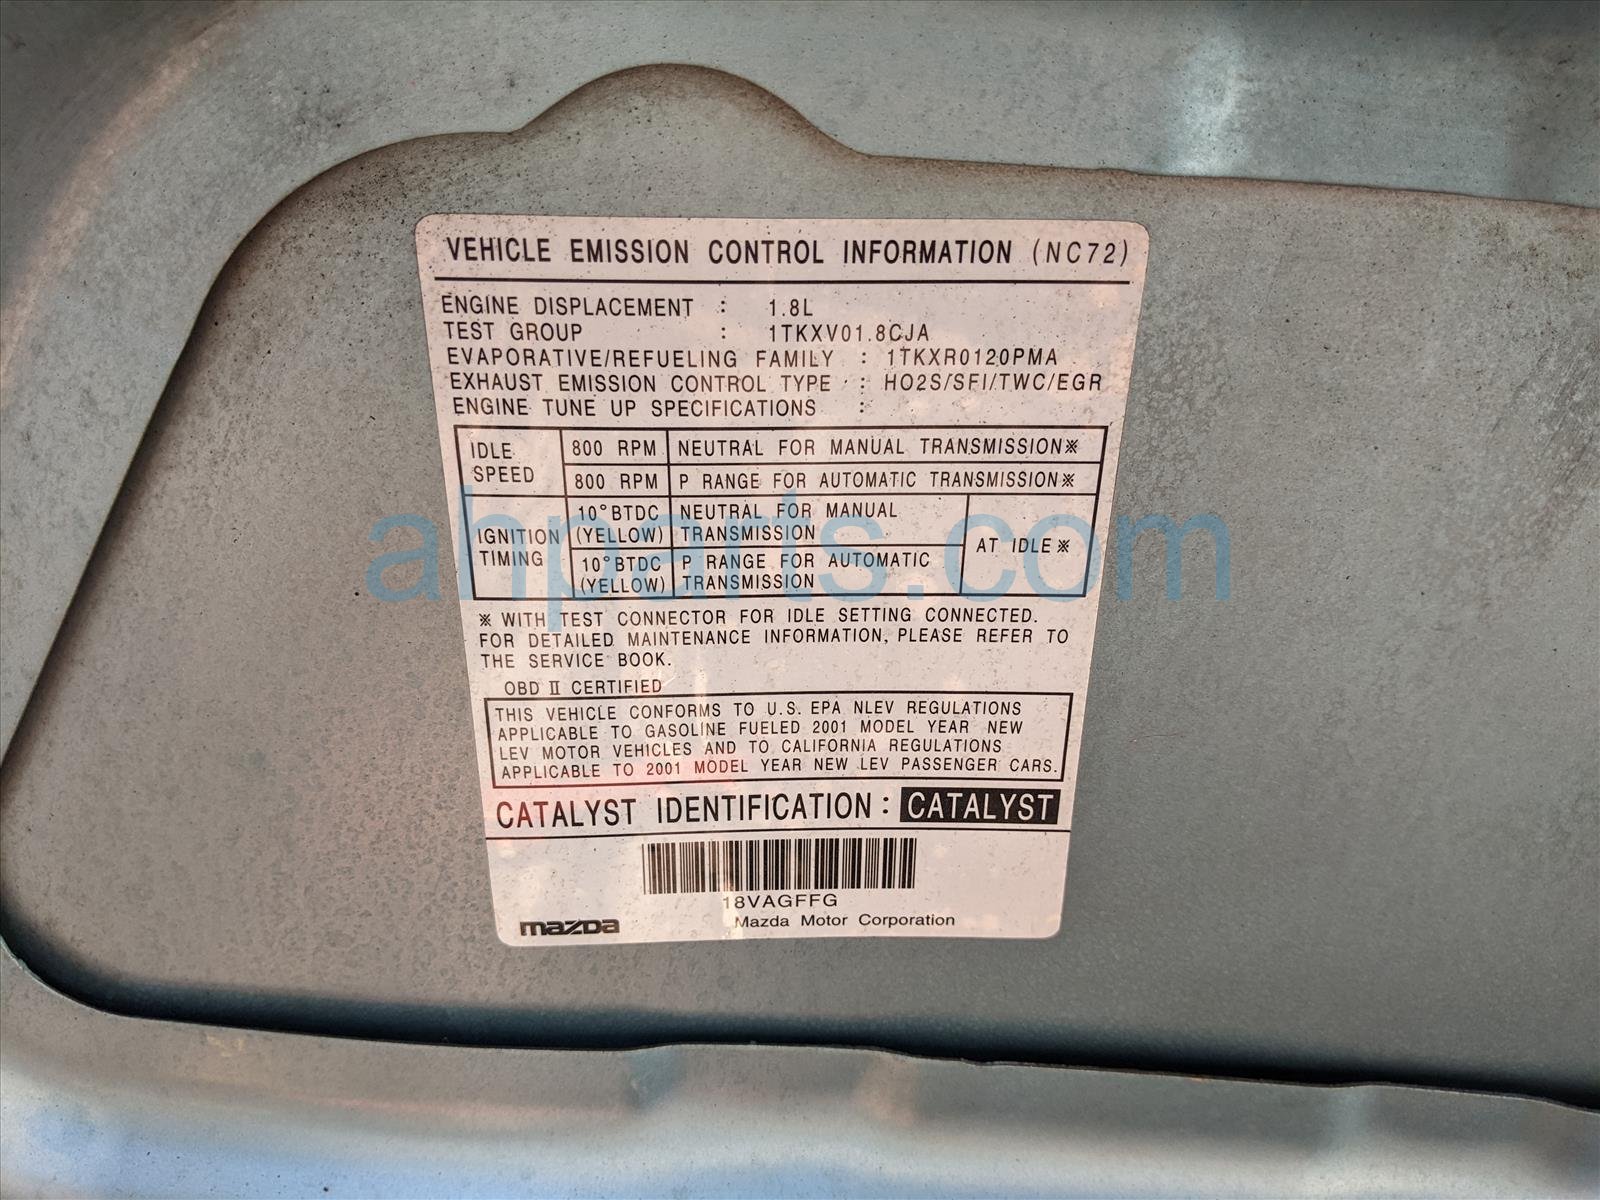 VEHICLE EMISSION CONTROL INFORMATION (NC72)
ENGINE DISPLACEMENT : 1.8L
TEST GROUP : 1TKXV01.8CJA
EVAPORATIVE/REFUELING FAMILY : 1TKXR0120PMA
EXHAUST EMISSION CONTROL TYPE : HO2S/SFI/TWC/EGR
ENGINE TUNE UP SPECIFICATIONS :
IDLE SPEED
800 RPM NEUTRAL FOR MANUAL TRANSMISSION※
800 RPM P RANGE FOR AUTOMATIC TRANSMISSION※
IGNITION TIMING
10°BTDC NEUTRAL FOR MANUAL
(YELLOW) TRANSMISSION
10°BTDC P RANGE FOR AUTOMATIC
(YELLOW) TRANSMISSION
AT IDLE※
※ WITH TEST CONNECTOR FOR IDLE SETTING CONNECTED.
FOR DETAILED MAINTENANCE INFORMATION, PLEASE REFER TO
THE SERVICE BOOK.
OBD Ⅱ CERTIFIED
THIS VEHICLE CONFORMS TO U.S. EPA NLEV REGULATIONS
APPLICABLE TO GASOLINE FUELED 2001 MODEL YEAR NEW
LEV MOTOR VEHICLES AND TO CALIFORNIA REGULATIONS
APPLICABLE TO 2001 MODEL YEAR NEW LEV PASSENGER CARS.
CATALYST IDENTIFICATION : CATALYST
18VAGFFG
mazda Mazda Motor Corporation
ahparts.com